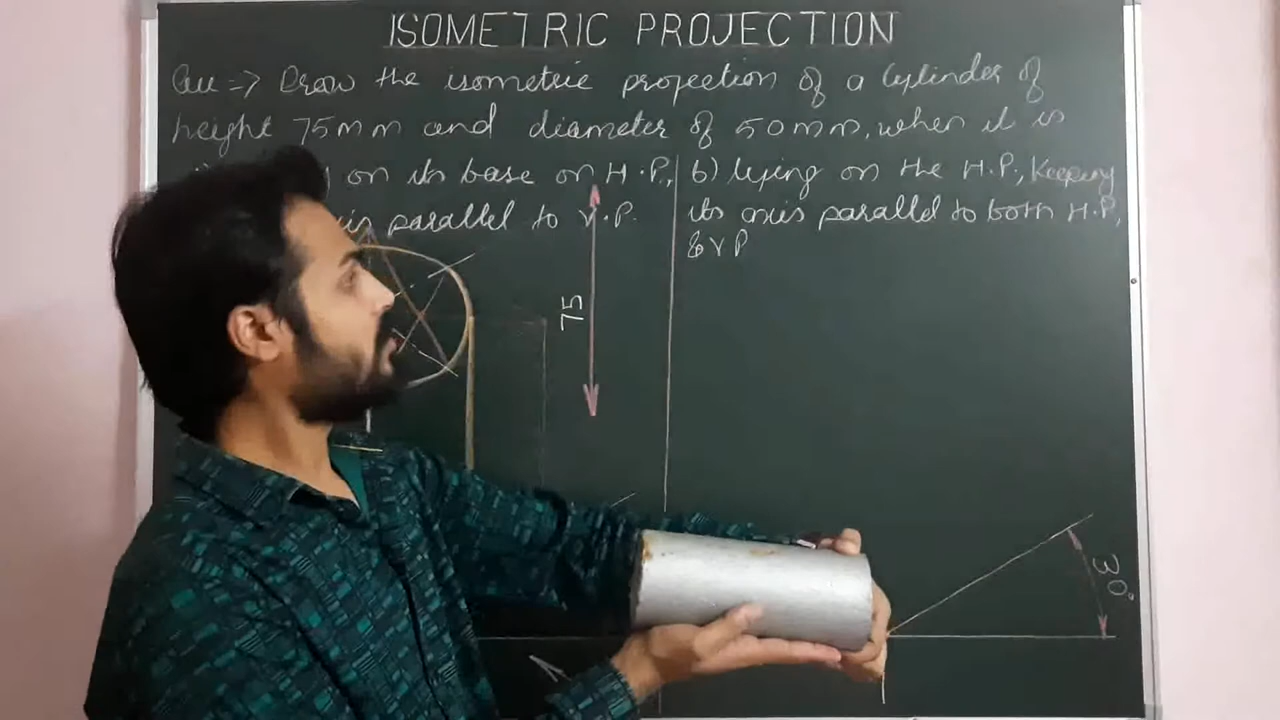 ISOMETRIC PROJECTION
Que => Draw the isometric projection of a cylinder of
height 75mm and diameter of 50mm, when it is
on its base on H.P.,
axis parallel to V.P.
b) lying on the H.P., Keeping
its axis parallel to both H.P,
& V P
75
30°